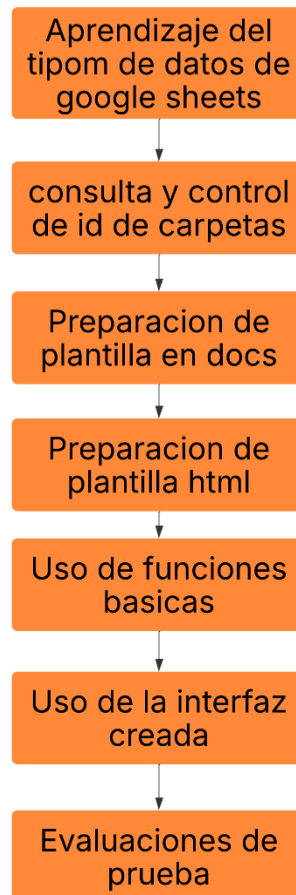 Aprendizaje del
tipom de datos de
google sheets
consulta y control
de id de carpetas
Preparacion de
plantilla en docs
Preparacion de
plantilla html
Uso de funciones
basicas
Uso de la interfaz
creada
Evaluaciones de
prueba